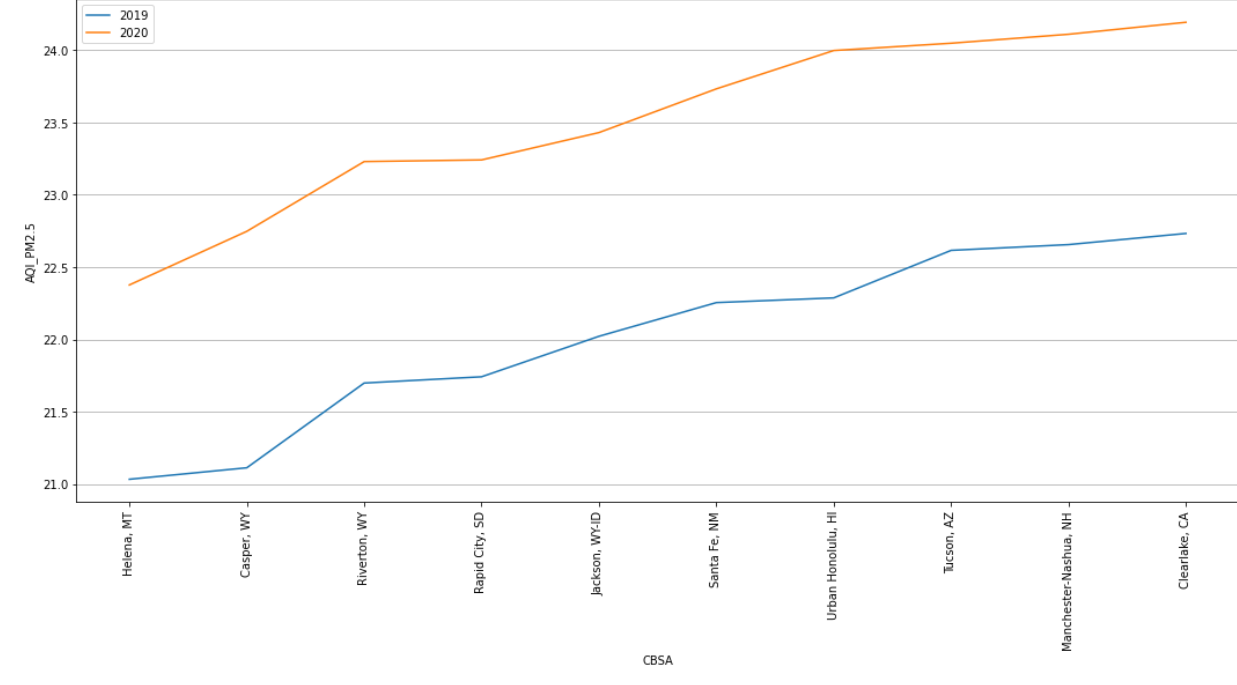 2019
2020
24.0
23.5
23.0
22.5
22.0
21.5
21.0
AQI_PM2.5
Helena, MT
Casper, WY
Riverton, WY
Rapid City, SD
Jackson, WY-ID
Santa Fe, NM
Urban Honolulu, HI
Tucson, AZ
Manchester-Nashua, NH
Clearlake, CA
CBSA